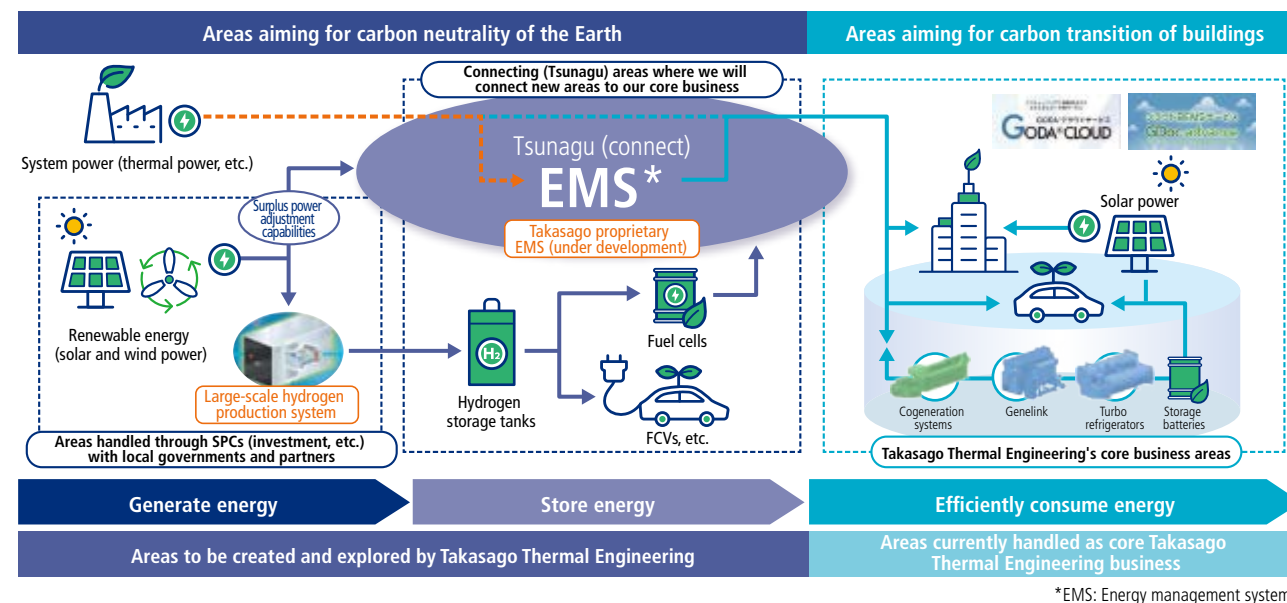 Areas aiming for carbon neutrality of the Earth
Areas aiming for carbon transition of buildings
Connecting (Tsunagu) areas where we will
connect new areas to our core business
System power (thermal power, etc.)
Tsunagu (connect)
EMS*
Takasago proprietary
EMS (under development)
Surplus power
adjustment
capabilities
Renewable energy
(solar and wind power)
Large-scale hydrogen
production system
Areas handled through SPCs (investment, etc.)
with local governments and partners
H2
Hydrogen
storage tanks
Fuel cells
FCVs, etc.
GODA CLOUD
Solar power
Cogeneration
systems
Genelink
Turbo
refrigerators
Storage
batteries
Takasago Thermal Engineering's core business areas
Generate energy
Store energy
Efficiently consume energy
Areas to be created and explored by Takasago Thermal Engineering
Areas currently handled as core Takasago
Thermal Engineering business
*EMS: Energy management system